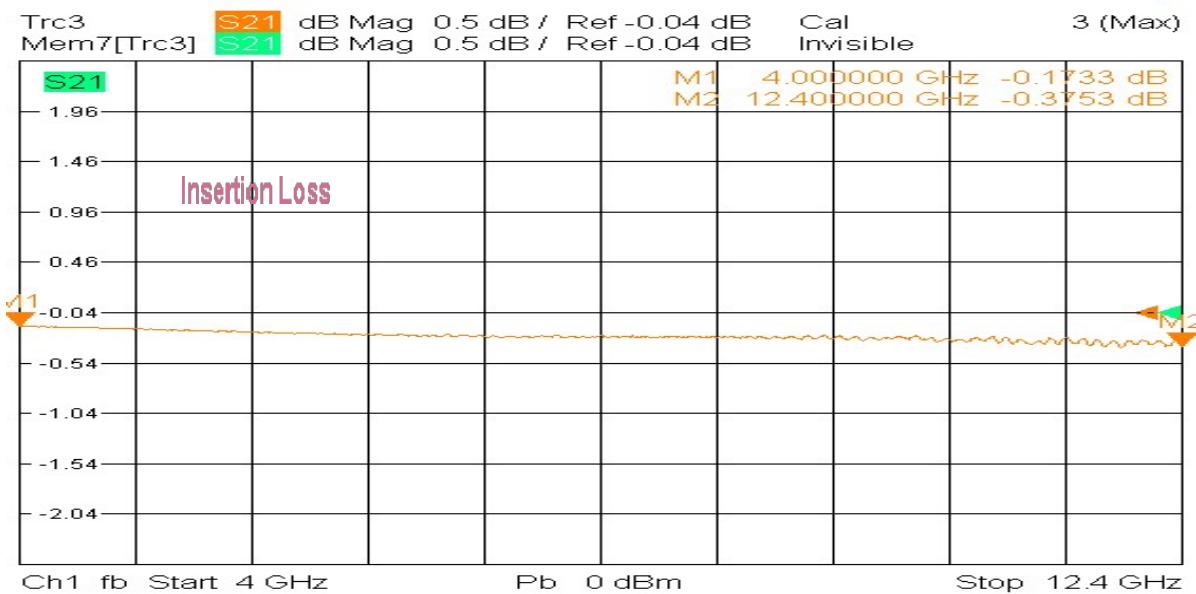 Trc3 S21 dB Mag 0.5 dB / Ref -0.04 dB Cal 3 (Max)
Mem7[Trc3] S21 dB Mag 0.5 dB / Ref -0.04 dB Invisible
S21
M1 4.000000 GHz -0.1733 dB
M2 12.400000 GHz -0.3753 dB
1.96
1.46
Insertion Loss
0.96
0.46
M1
-0.04
M2
-0.54
-1.04
-1.54
-2.04
Ch1 fb Start 4 GHz Pb 0 dBm Stop 12.4 GHz